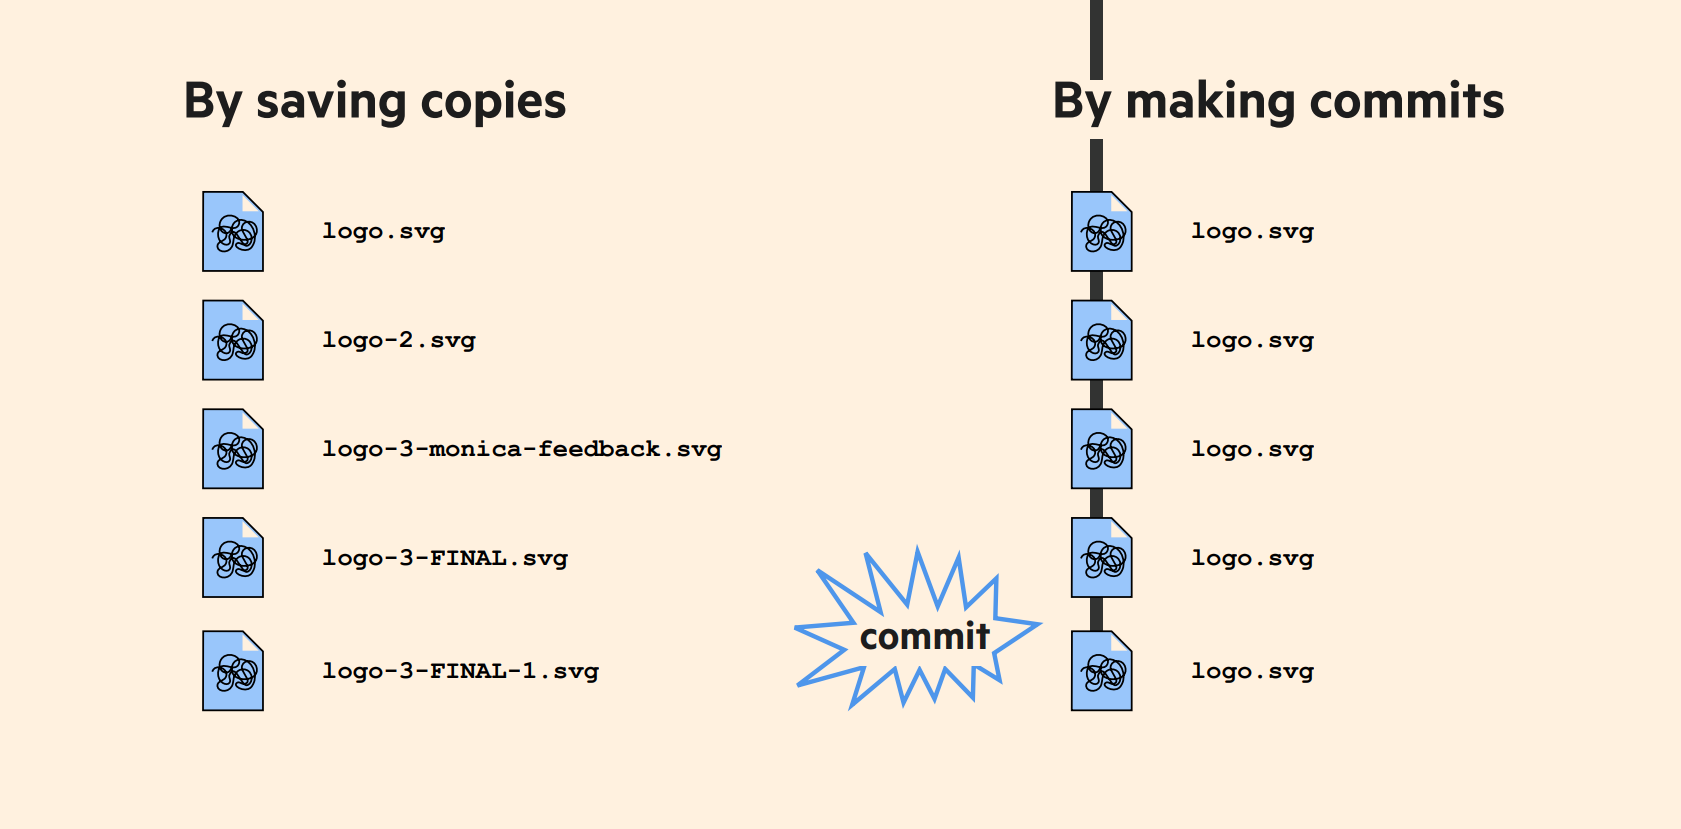 By saving copies
logo.svg
logo-2.svg
logo-3-monica-feedback.svg
logo-3-FINAL.svg
logo-3-FINAL-1.svg
commit
By making commits
logo.svg
logo.svg
logo.svg
logo.svg
logo.svg